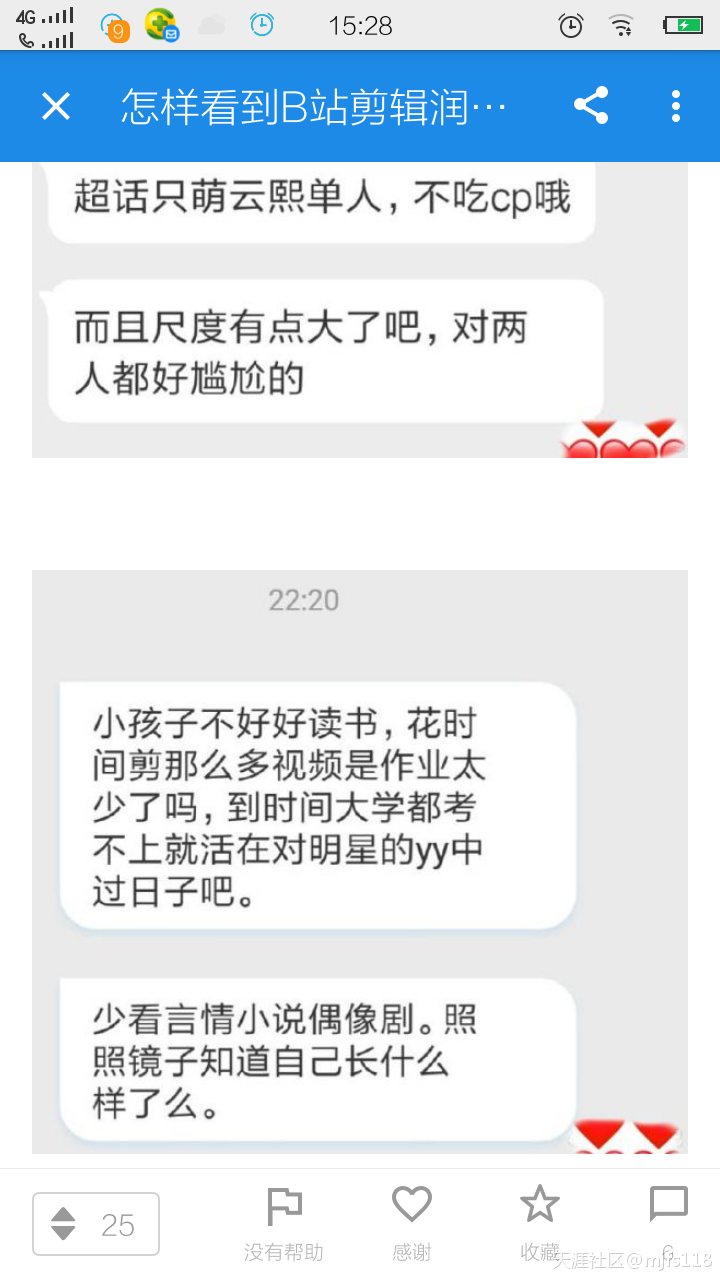 4G
9
15:28
怎样看到B站剪辑润…
超话只萌云熙单人，不吃cp哦
而且尺度有点大了吧，对两
人都好尴尬的
22:20
小孩子不好好读书，花时
间剪那么多视频是作业太
少了吗，到时间大学都考
不上就活在对明星的yy中
过日子吧。
少看言情小说偶像剧。照
照镜子知道自己长什么
样了么。
25
没有帮助
感谢
收藏
6
天涯社区@mjfs118